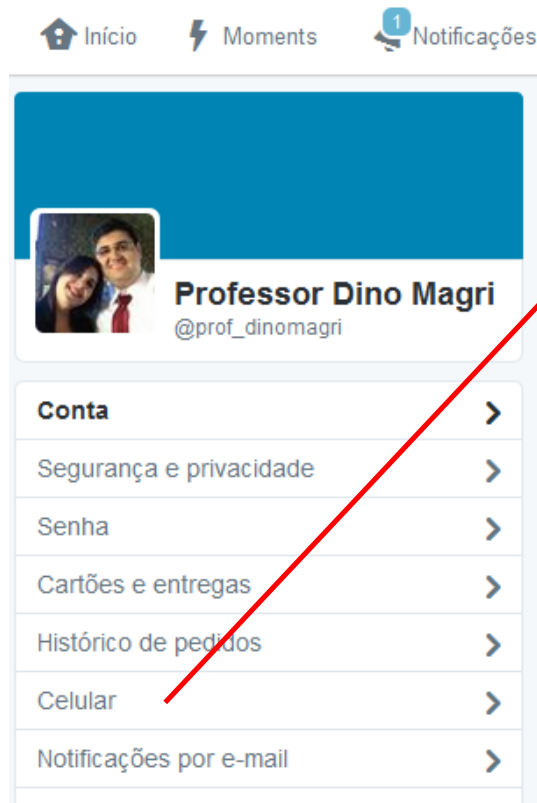 Início Moments 1 Notificações
Professor Dino Magri
@prof_dinomagri
Conta
Segurança e privacidade
Senha
Cartões e entregas
Histórico de pedidos
Celular
Notificações por e-mail